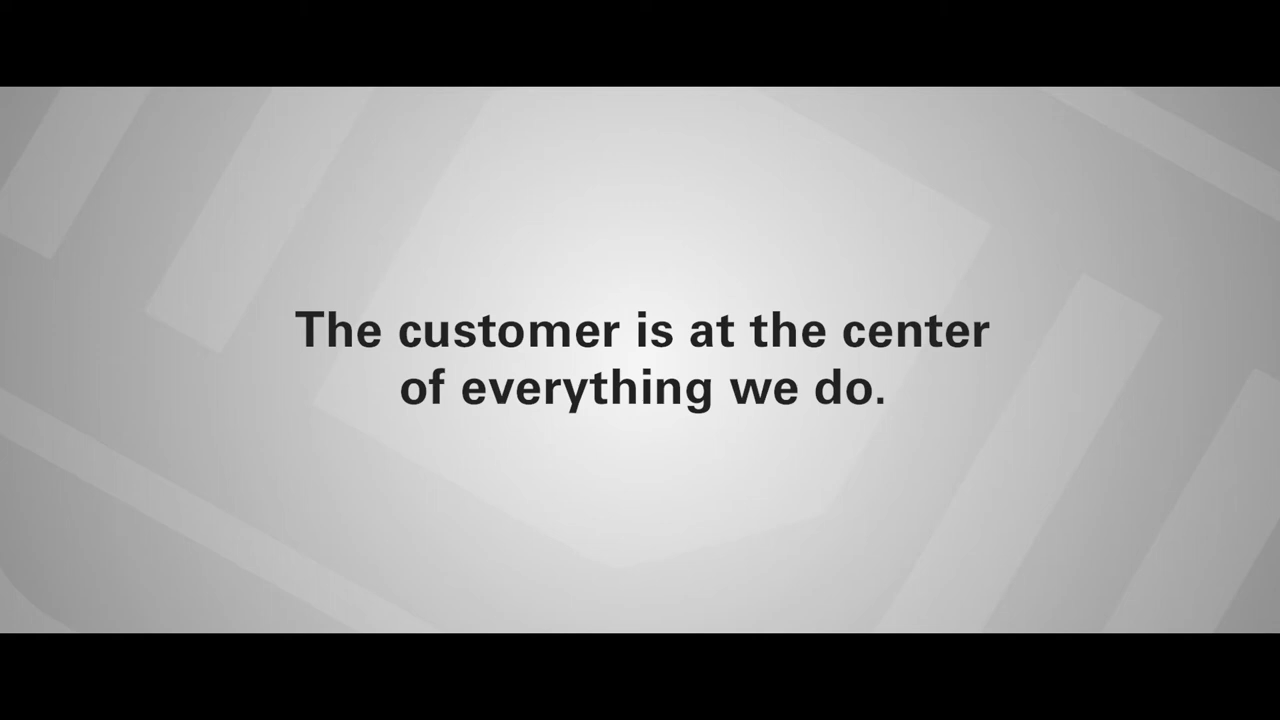 The customer is at the center
of everything we do.